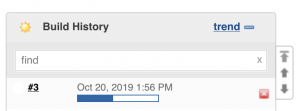 Build History trend
find x
#3 Oct 20, 2019 1:56 PM